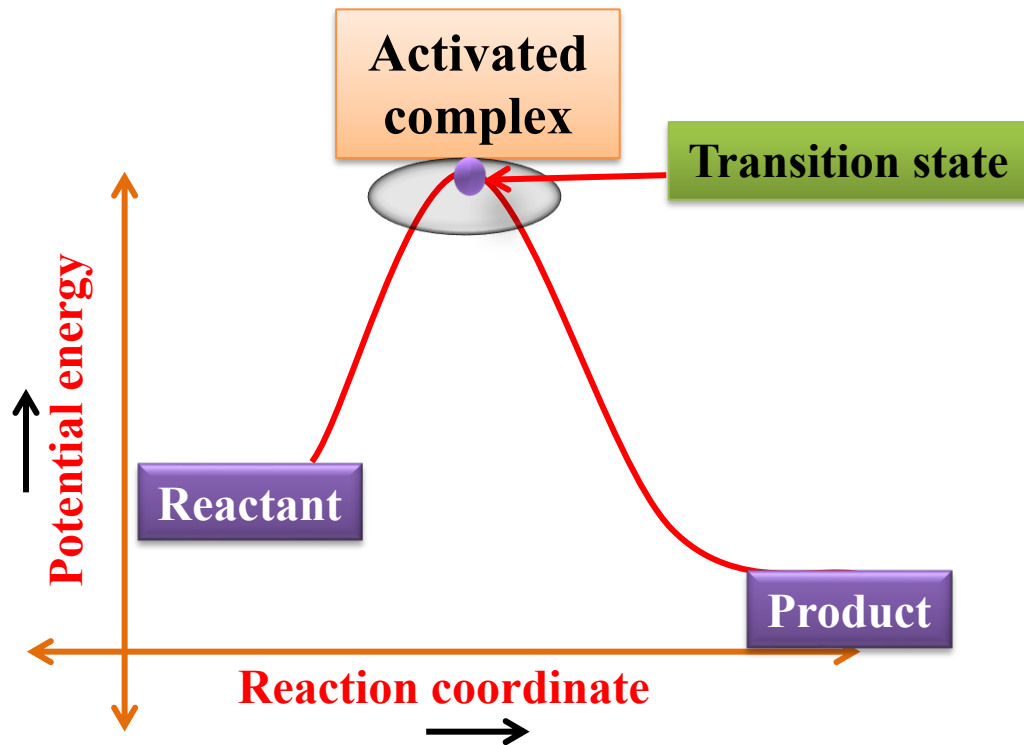 Activated
complex
Transition state
Potential energy
Reactant
Product
Reaction coordinate